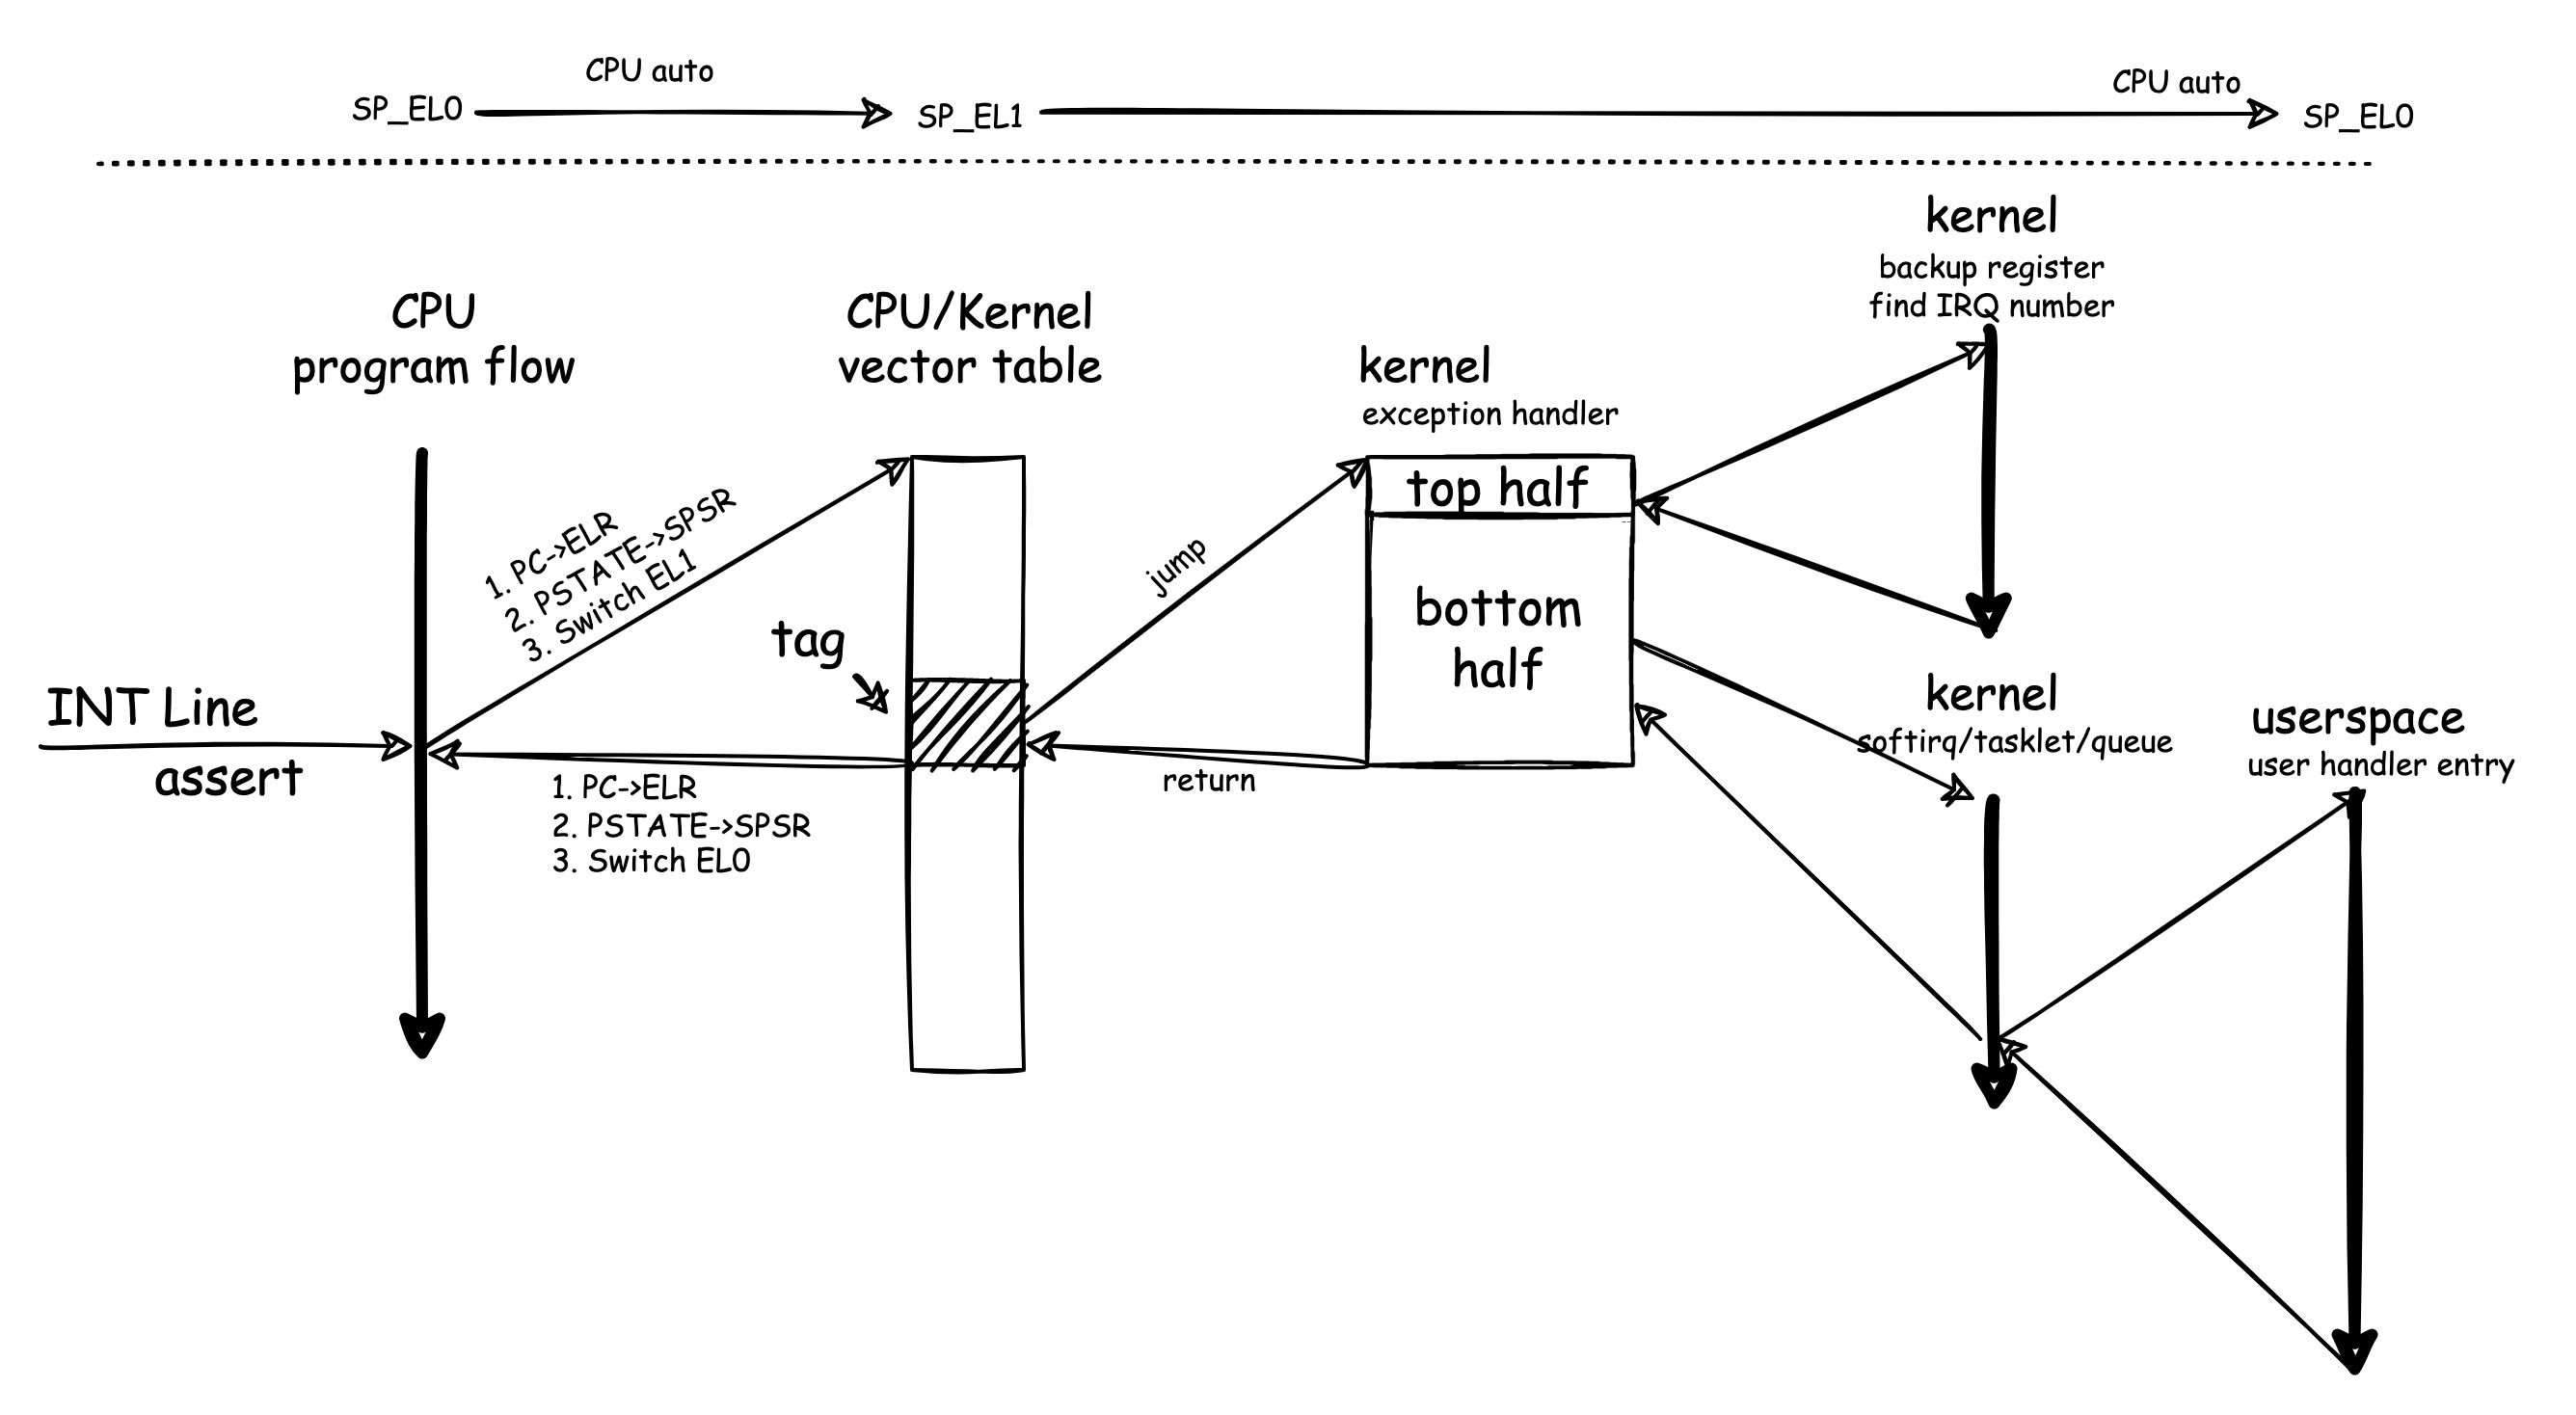 CPU auto
SP_EL0
SP_EL1
CPU auto
SP_EL0
CPU
program flow
CPU/Kernel
vector table
kernel
exception handler
kernel
backup register
find IRQ number
1. PC->ELR
2. PSTATE->SPSR
3. Switch EL1
tag
jump
top half
bottom
half
INT Line
assert
1. PC->ELR
2. PSTATE->SPSR
3. Switch EL0
return
kernel
softirq/tasklet/queue
userspace
user handler entry